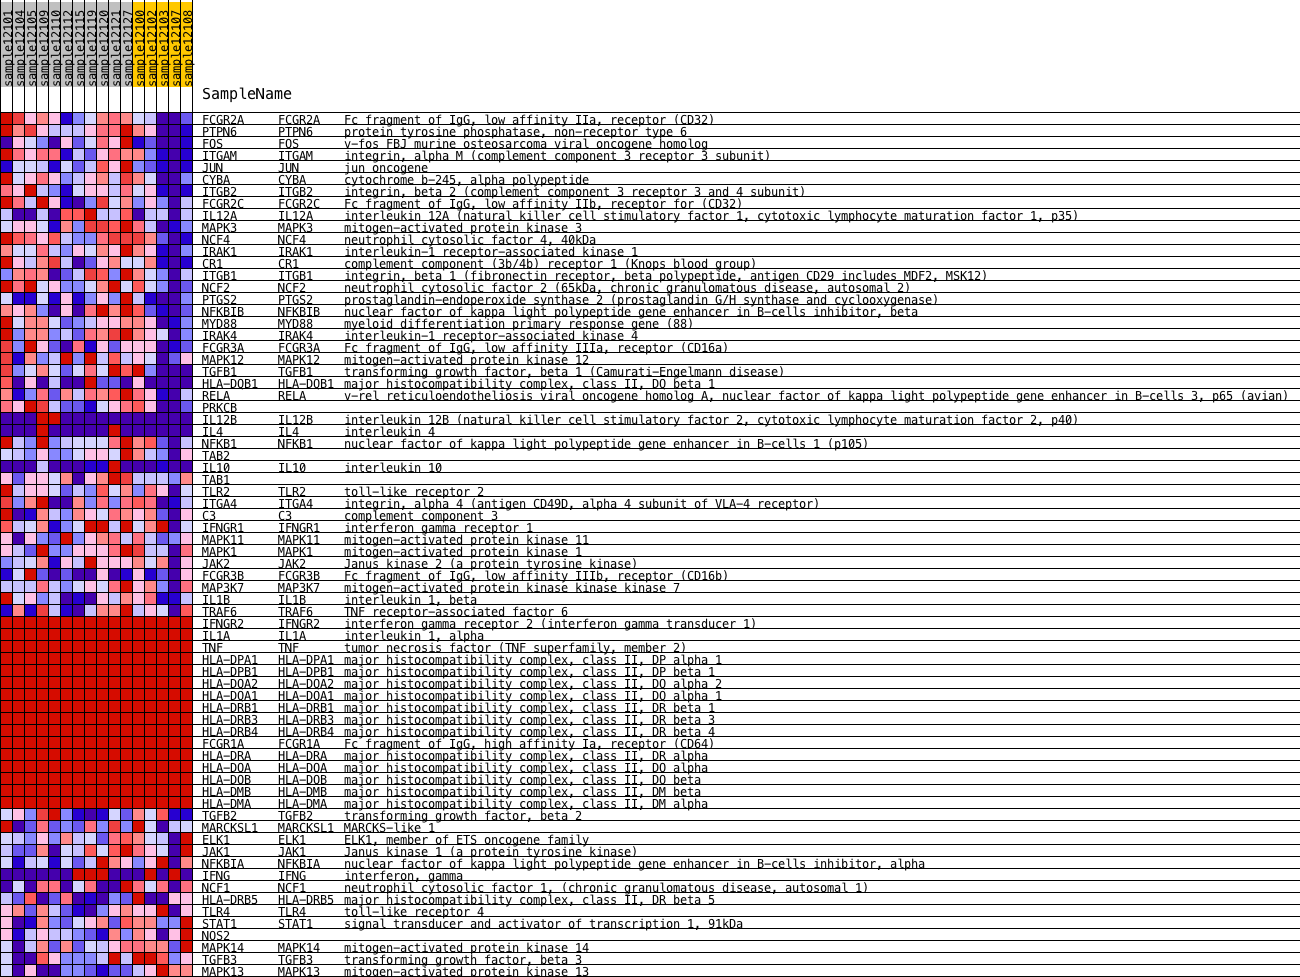 sample12101 sample12104 sample12105 sample12109 sample12110 sample12112 sample12115 sample12119 sample12120 sample12121 sample12127 sample12100 sample12102 sample12103 sample12107 sample12108
SampleName
FCGR2A FCGR2A Fc fragment of IgG, low affinity IIa, receptor (CD32)
PTPN6 PTPN6 protein tyrosine phosphatase, non-receptor type 6
FOS FOS v-fos FBJ murine osteosarcoma viral oncogene homolog
ITGAM ITGAM integrin, alpha M (complement component 3 receptor 3 subunit)
JUN JUN jun oncogene
CYBA CYBA cytochrome b-245, alpha polypeptide
ITGB2 ITGB2 integrin, beta 2 (complement component 3 receptor 3 and 4 subunit)
FCGR2C FCGR2C Fc fragment of IgG, low affinity IIb, receptor for (CD32)
IL12A IL12A interleukin 12A (natural killer cell stimulatory factor 1, cytotoxic lymphocyte maturation factor 1, p35)
MAPK3 MAPK3 mitogen-activated protein kinase 3
NCF4 NCF4 neutrophil cytosolic factor 4, 40kDa
IRAK1 IRAK1 interleukin-1 receptor-associated kinase 1
CR1 CR1 complement component (3b/4b) receptor 1 (Knops blood group)
ITGB1 ITGB1 integrin, beta 1 (fibronectin receptor, beta polypeptide, antigen CD29 includes MDF2, MSK12)
NCF2 NCF2 neutrophil cytosolic factor 2 (65kDa, chronic granulomatous disease, autosomal 2)
PTGS2 PTGS2 prostaglandin-endoperoxide synthase 2 (prostaglandin G/H synthase and cyclooxygenase)
NFKBIB NFKBIB nuclear factor of kappa light polypeptide gene enhancer in B-cells inhibitor, beta
MYD88 MYD88 myeloid differentiation primary response gene (88)
IRAK4 IRAK4 interleukin-1 receptor-associated kinase 4
FCGR3A FCGR3A Fc fragment of IgG, low affinity IIIa, receptor (CD16a)
MAPK12 MAPK12 mitogen-activated protein kinase 12
TGFB1 TGFB1 transforming growth factor, beta 1 (Camurati-Engelmann disease)
HLA-DQB1 HLA-DQB1 major histocompatibility complex, class II, DQ beta 1
RELA RELA v-rel reticuloendotheliosis viral oncogene homolog A, nuclear factor of kappa light polypeptide gene enhancer in B-cells 3, p65 (avian)
PRKCB
IL12B IL12B interleukin 12B (natural killer cell stimulatory factor 2, cytotoxic lymphocyte maturation factor 2, p40)
IL4 IL4 interleukin 4
NFKB1 NFKB1 nuclear factor of kappa light polypeptide gene enhancer in B-cells 1 (p105)
TAB2
IL10 IL10 interleukin 10
TAB1
TLR2 TLR2 toll-like receptor 2
ITGA4 ITGA4 integrin, alpha 4 (antigen CD49D, alpha 4 subunit of VLA-4 receptor)
C3 C3 complement component 3
IFNGR1 IFNGR1 interferon gamma receptor 1
MAPK11 MAPK11 mitogen-activated protein kinase 11
MAPK1 MAPK1 mitogen-activated protein kinase 1
JAK2 JAK2 Janus kinase 2 (a protein tyrosine kinase)
FCGR3B FCGR3B Fc fragment of IgG, low affinity IIIb, receptor (CD16b)
MAP3K7 MAP3K7 mitogen-activated protein kinase kinase kinase 7
IL1B IL1B interleukin 1, beta
TRAF6 TRAF6 TNF receptor-associated factor 6
IFNGR2 IFNGR2 interferon gamma receptor 2 (interferon gamma transducer 1)
IL1A IL1A interleukin 1, alpha
TNF TNF tumor necrosis factor (TNF superfamily, member 2)
HLA-DPA1 HLA-DPA1 major histocompatibility complex, class II, DP alpha 1
HLA-DPB1 HLA-DPB1 major histocompatibility complex, class II, DP beta 1
HLA-DQA2 HLA-DQA2 major histocompatibility complex, class II, DQ alpha 2
HLA-DQA1 HLA-DQA1 major histocompatibility complex, class II, DQ alpha 1
HLA-DRB1 HLA-DRB1 major histocompatibility complex, class II, DR beta 1
HLA-DRB3 HLA-DRB3 major histocompatibility complex, class II, DR beta 3
HLA-DRB4 HLA-DRB4 major histocompatibility complex, class II, DR beta 4
FCGR1A FCGR1A Fc fragment of IgG, high affinity Ia, receptor (CD64)
HLA-DRA HLA-DRA major histocompatibility complex, class II, DR alpha
HLA-DOA HLA-DOA major histocompatibility complex, class II, DO alpha
HLA-DOB HLA-DOB major histocompatibility complex, class II, DO beta
HLA-DMB HLA-DMB major histocompatibility complex, class II, DM beta
HLA-DMA HLA-DMA major histocompatibility complex, class II, DM alpha
TGFB2 TGFB2 transforming growth factor, beta 2
MARCKSL1 MARCKSL1 MARCKS-like 1
ELK1 ELK1 ELK1, member of ETS oncogene family
JAK1 JAK1 Janus kinase 1 (a protein tyrosine kinase)
NFKBIA NFKBIA nuclear factor of kappa light polypeptide gene enhancer in B-cells inhibitor, alpha
IFNG IFNG interferon, gamma
NCF1 NCF1 neutrophil cytosolic factor 1, (chronic granulomatous disease, autosomal 1)
HLA-DRB5 HLA-DRB5 major histocompatibility complex, class II, DR beta 5
TLR4 TLR4 toll-like receptor 4
STAT1 STAT1 signal transducer and activator of transcription 1, 91kDa
NOS2
MAPK14 MAPK14 mitogen-activated protein kinase 14
TGFB3 TGFB3 transforming growth factor, beta 3
MAPK13 MAPK13 mitogen-activated protein kinase 13